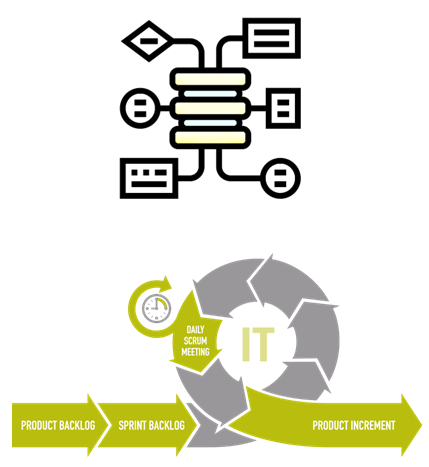 DAILY
SCRUM
MEETING
IT
PRODUCT BACKLOG
SPRINT BACKLOG
PRODUCT INCREMENT